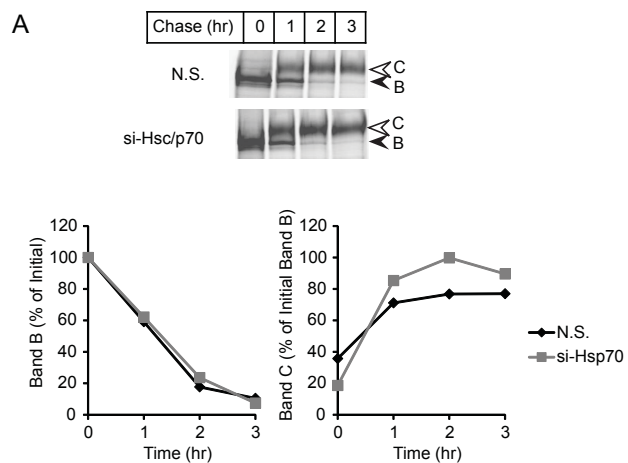 A
Chase (hr) 0 1 2 3
N.S.
C
B
si-Hsc/p70
C
B
Band B (% of Initial)
120
100
80
60
40
20
0
0 1 2 3
Time (hr)
Band C (% of Initial Band B)
120
100
80
60
40
20
0
0 1 2 3
Time (hr)
N.S.
si-Hsp70